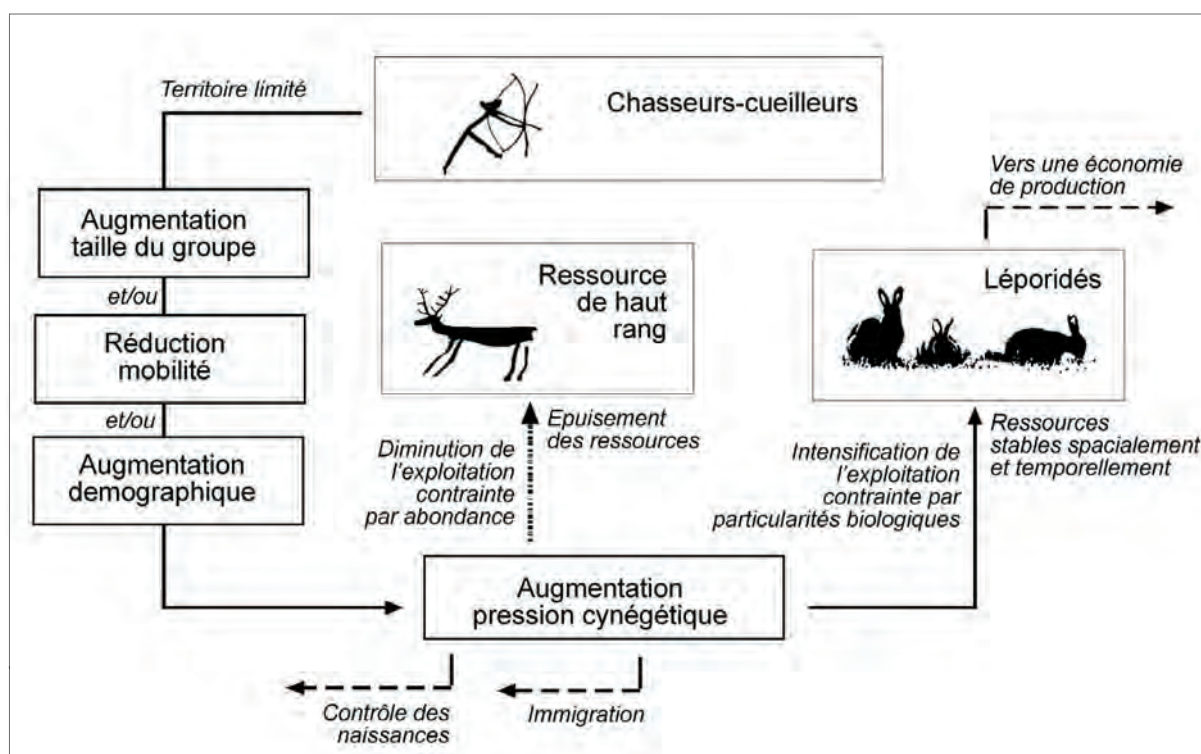 Territoire limité
Chasseurs-cueilleurs
Vers une économie
de production
Augmentation
taille du groupe
et/ou
Réduction
mobilité
et/ou
Augmentation
demographique
Ressource
de haut
rang
Léporidés
Diminution de
l'exploitation
contrainte
par abondance
Epuisement
des ressources
Intensification de
l'exploitation
contrainte par
particularités biologiques
Ressources
stables spacialement
et temporellement
Augmentation
pression cynégétique
Contrôle des
naissances
Immigration